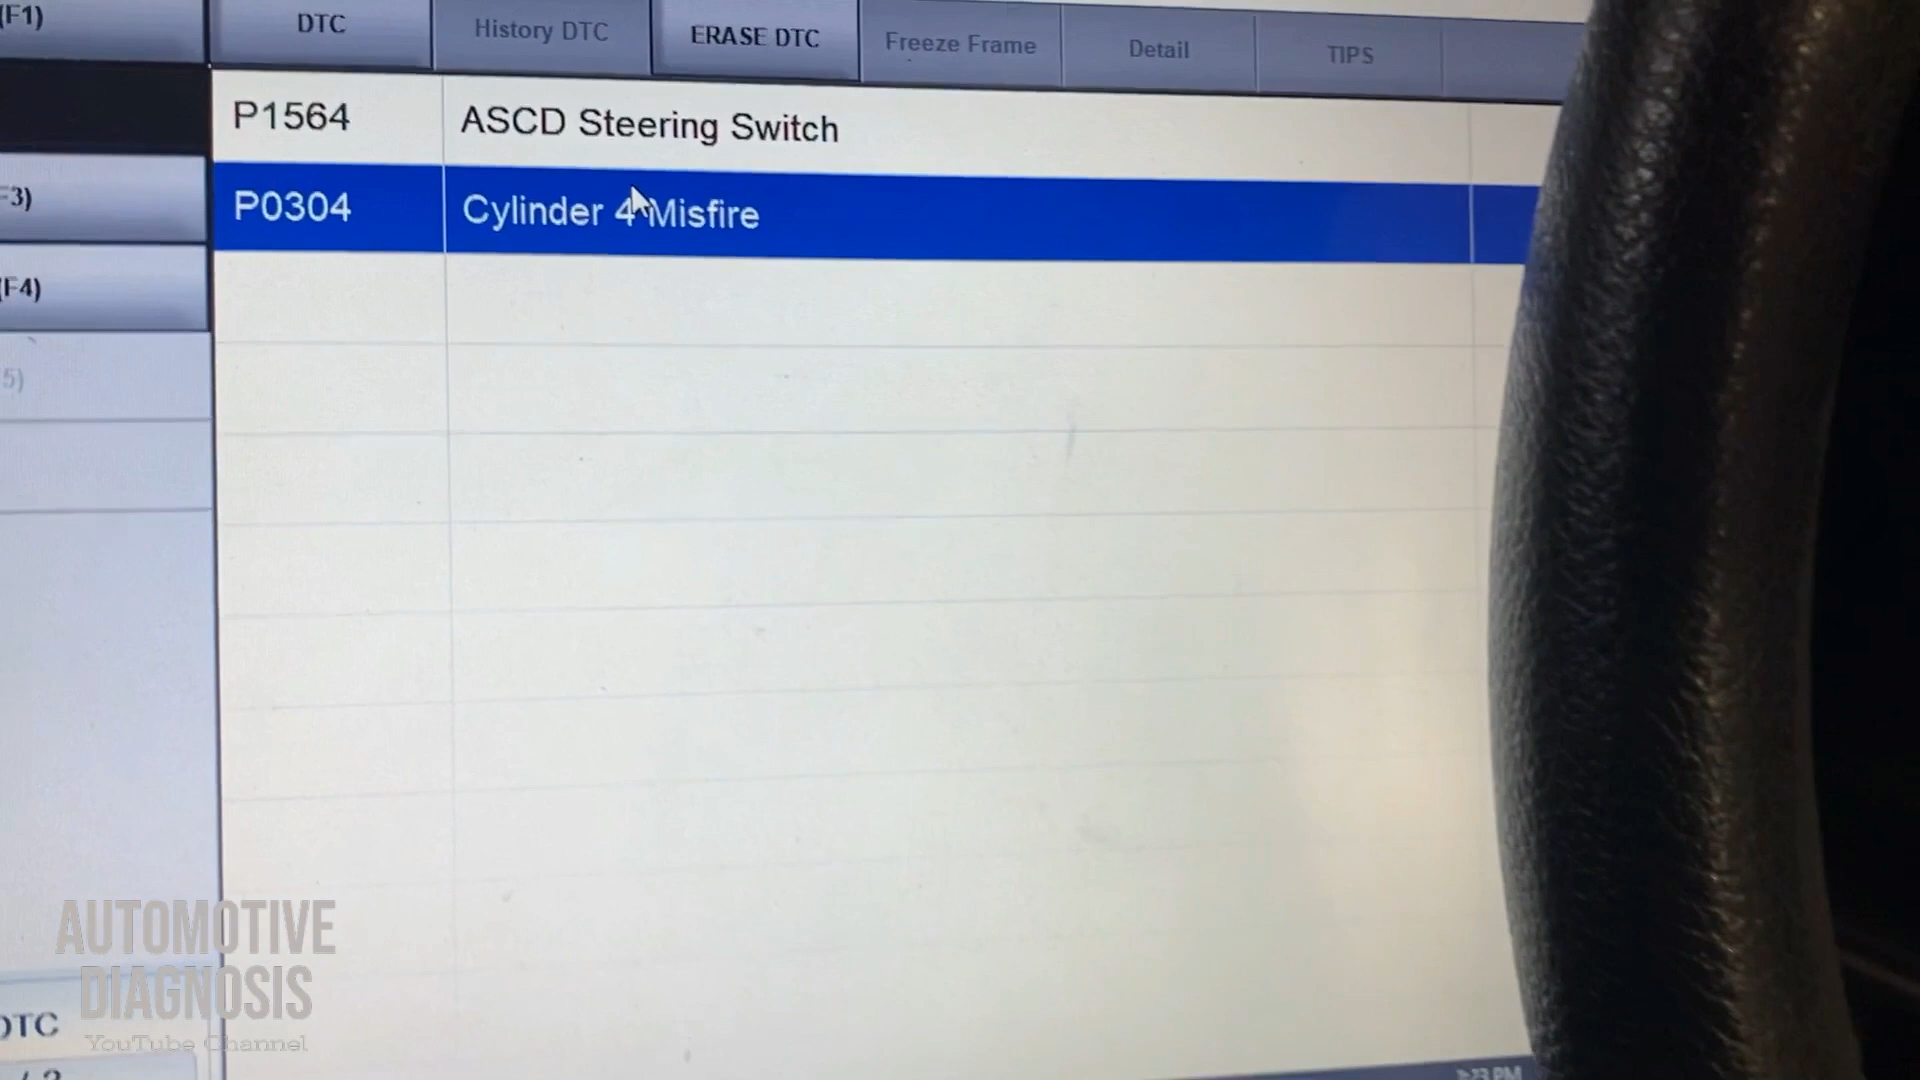 (F1)
DTC
History DTC
ERASE DTC
Freeze Frame
Detail
TIPS
P1564
ASCD Steering Switch
P0304
Cylinder 4 Misfire
F3)
(F4)
5)
AUTOMOTIVE
DIAGNOSIS
YouTube Channel
DTC